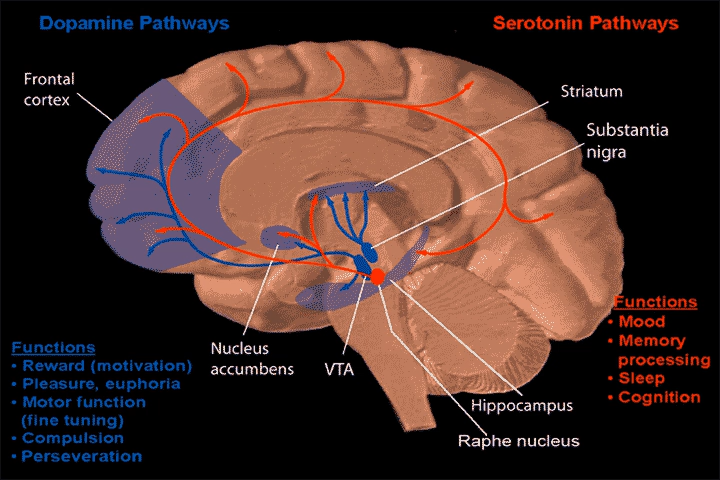 Dopamine Pathways
Serotonin Pathways
Frontal
cortex
Striatum
Substantia
nigra
Functions
• Reward (motivation)
• Pleasure, euphoria
• Motor function
(fine tuning)
• Compulsion
• Perseveration
Nucleus
accumbens
VTA
Hippocampus
Raphe nucleus
Functions
• Mood
• Memory
processing
• Sleep
• Cognition